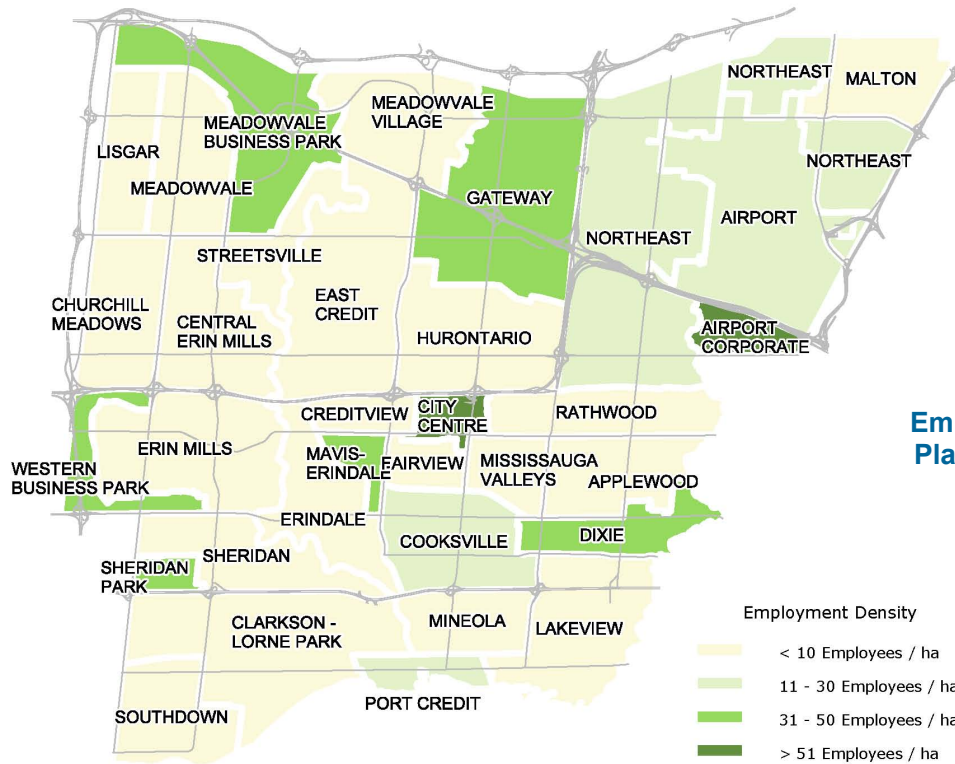 NORTHEAST
MALTON
MEADOWVALE
VILLAGE
MEADOWVALE
BUSINESS PARK
LISGAR
NORTHEAST
MEADOWVALE
GATEWAY
AIRPORT
NORTHEAST
STREETSVILLE
EAST
CREDIT
CHURCHILL
MEADOWS
CENTRAL
ERIN MILLS
HURONTARIO
AIRPORT
CORPORATE
CREDITVIEW
CITY
CENTRE
RATHWOOD
ERIN MILLS
MAVIS-
ERINDALE
FAIRVIEW
MISSISSAUGA
VALLEYS
APPLEWOOD
WESTERN
BUSINESS PARK
ERINDALE
COOKSVILLE
DIXIE
SHERIDAN
SHERIDAN
PARK
CLARKSON -
LORNE PARK
MINEOLA
LAKEVIEW
PORT CREDIT
SOUTHDOWN
Em
Pla
Employment Density
< 10 Employees / ha
11 - 30 Employees / ha
31 - 50 Employees / ha
> 51 Employees / ha